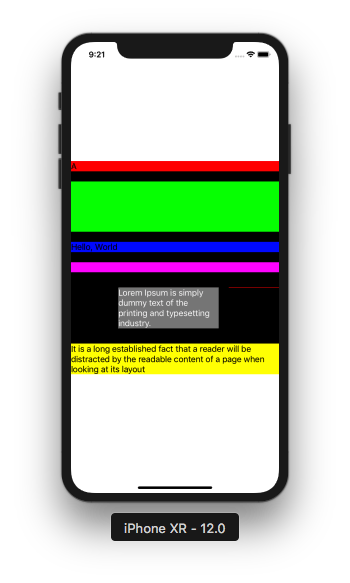 9:21
A
Hello, World
Lorem Ipsum is simply
dummy text of the
printing and typesetting
industry.
It is a long established fact that a reader will be
distracted by the readable content of a page when
looking at its layout
iPhone XR - 12.0